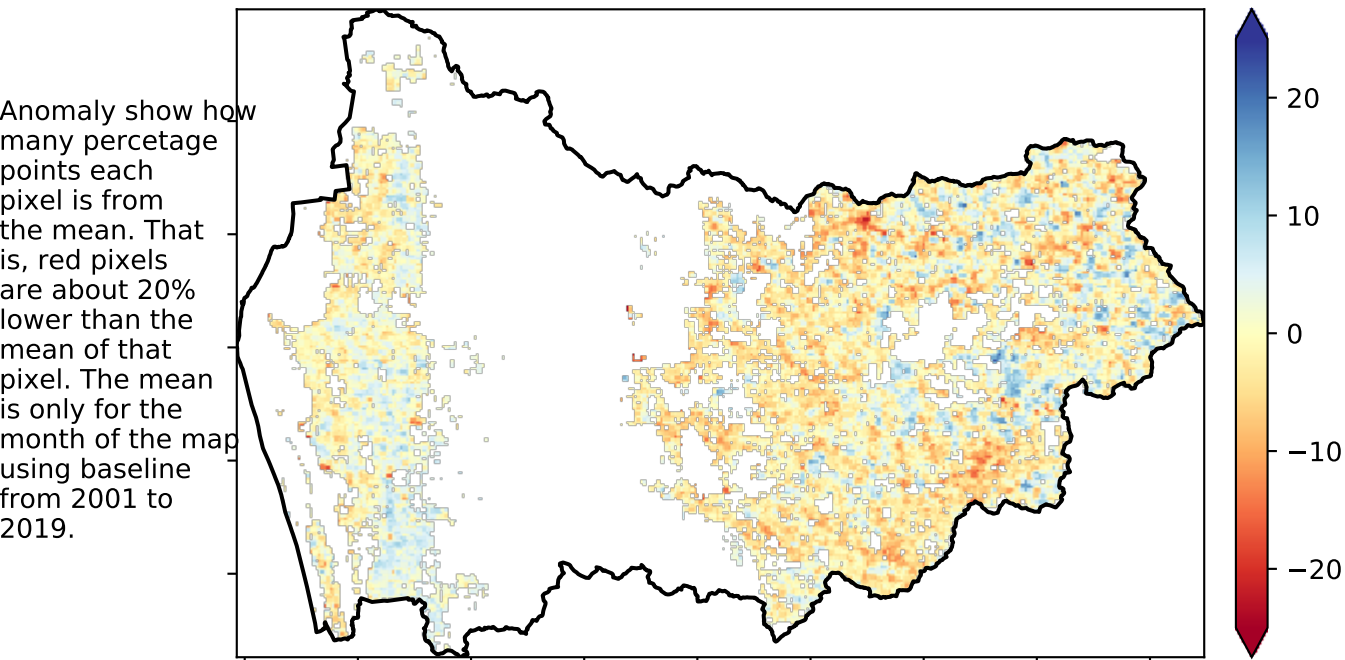 Anomaly show how
many percetage
points each
pixel is from
the mean. That
is, red pixels
are about 20%
lower than the
mean of that
pixel. The mean
is only for the
month of the map
using baseline
from 2001 to
2019.
20
10
0
−10
−20